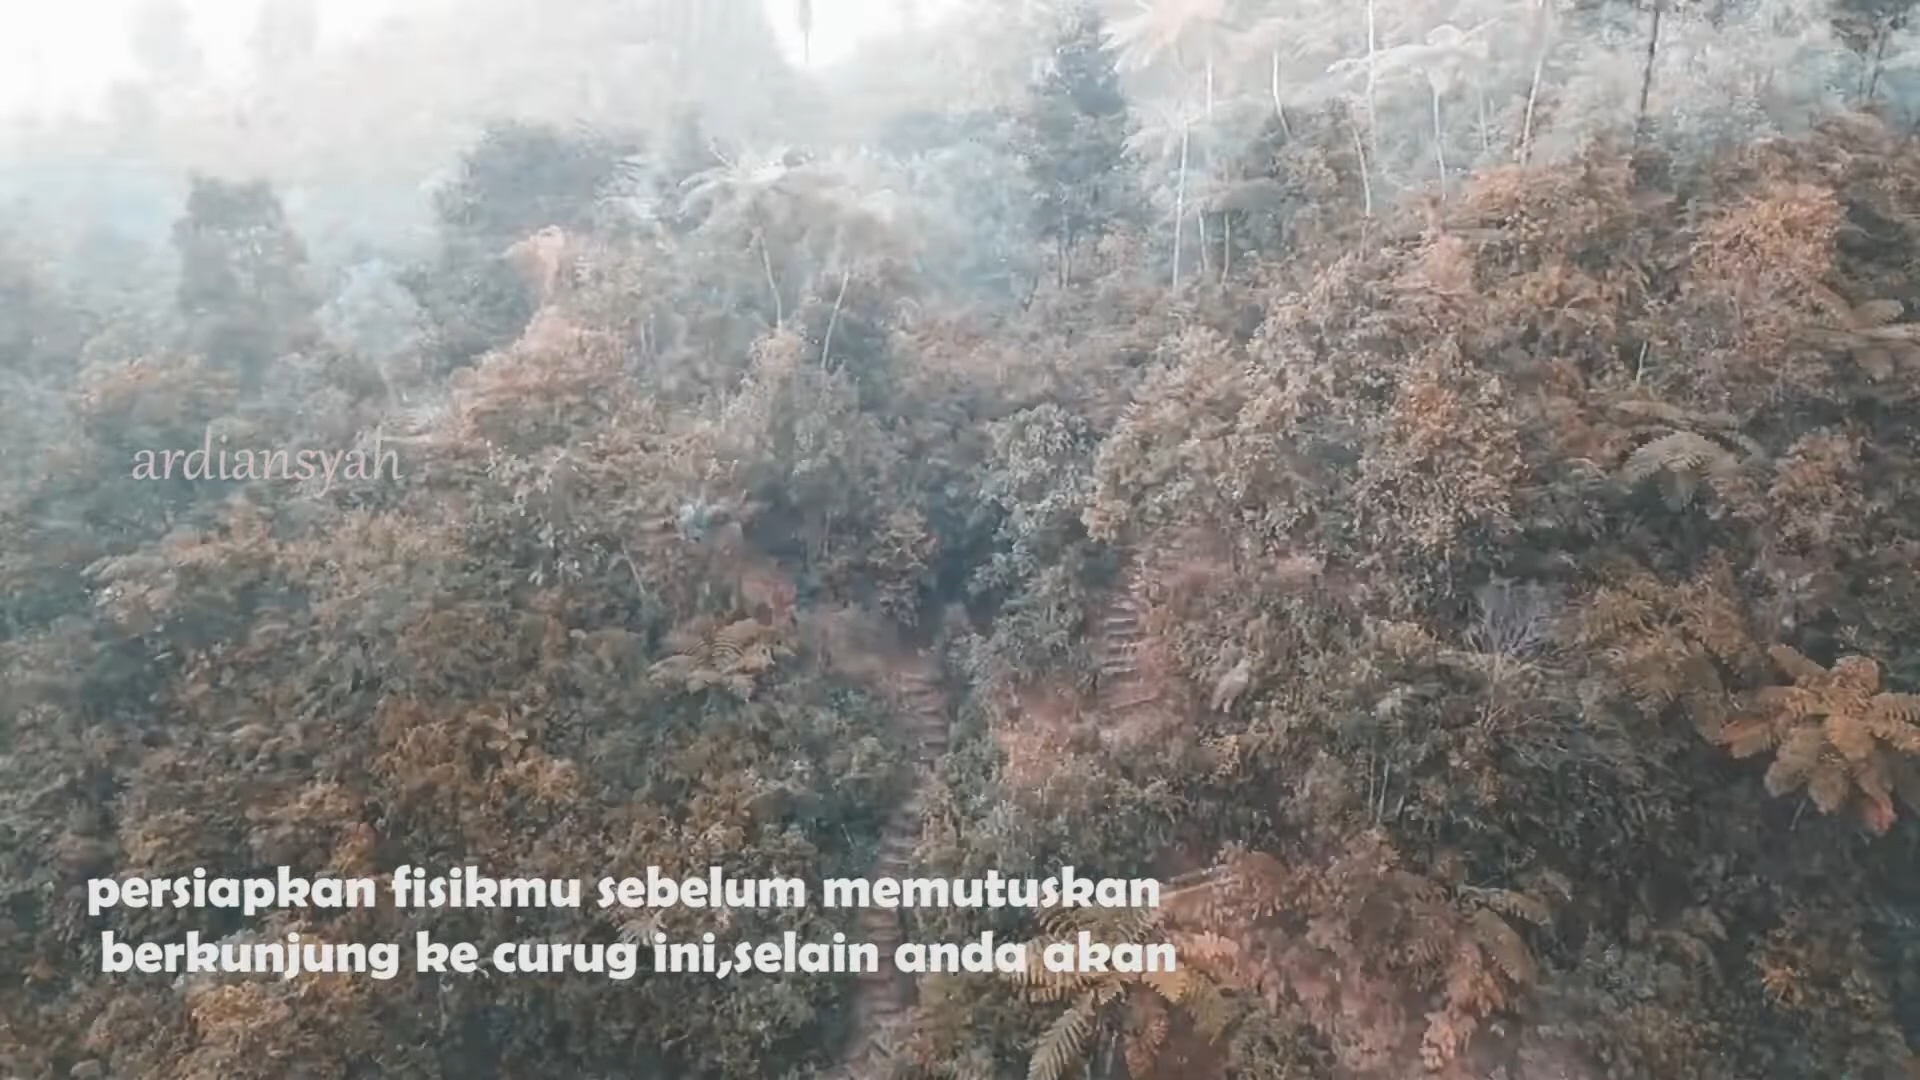 ardiansyah
persiapkan fisikmu sebelum memutuskan
berkunjung ke curug ini,selain anda akan